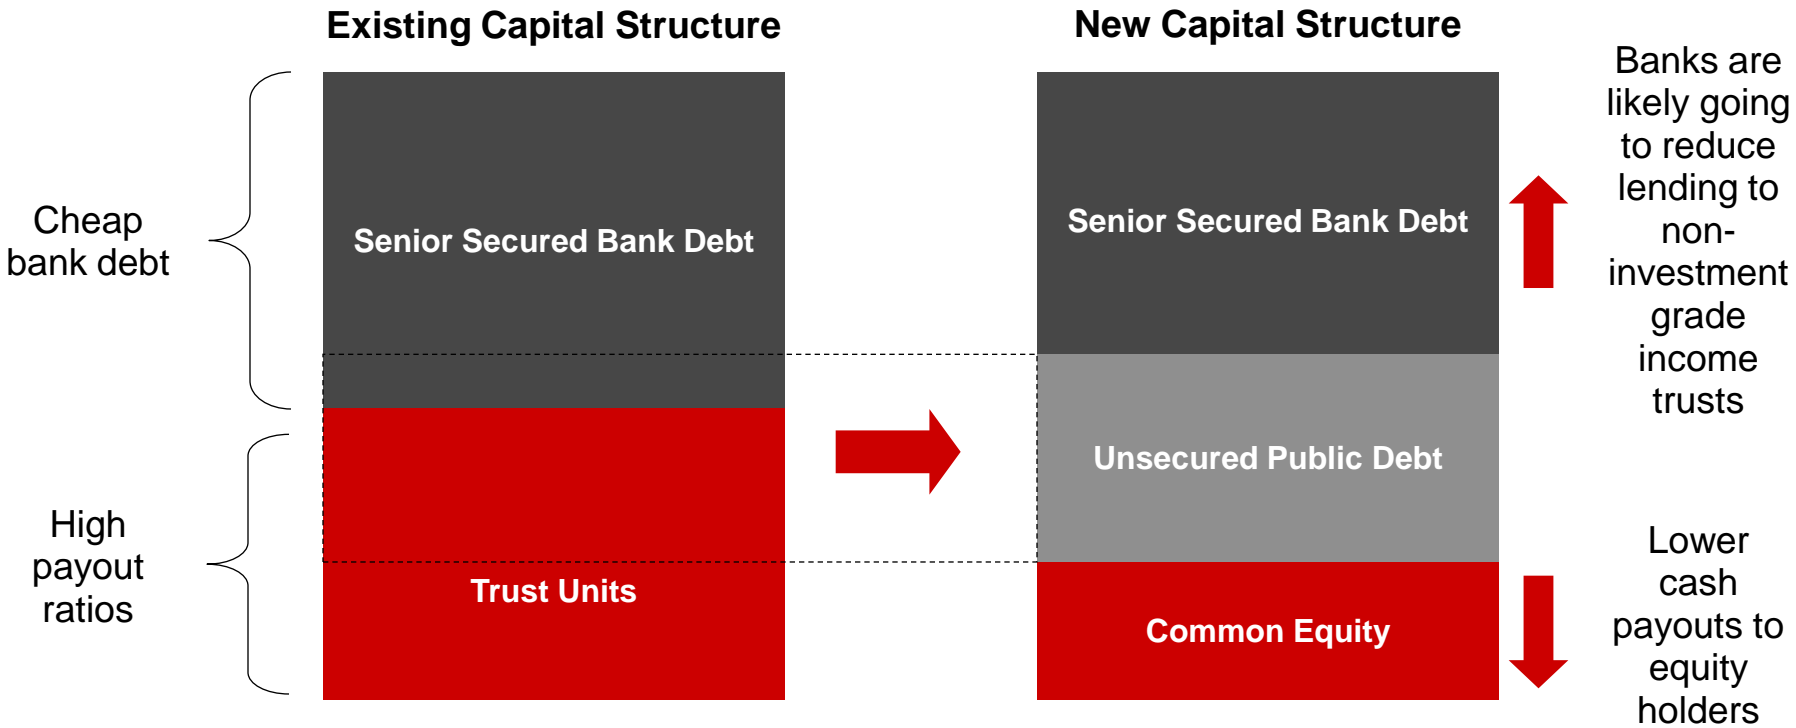 Existing Capital Structure
New Capital Structure
Cheap
bank debt
High
payout
ratios
Senior Secured Bank Debt
Trust Units
Senior Secured Bank Debt
Unsecured Public Debt
Common Equity
Banks are
likely going
to reduce
lending to
non-
investment
grade
income
trusts
Lower
cash
payouts to
equity
holders